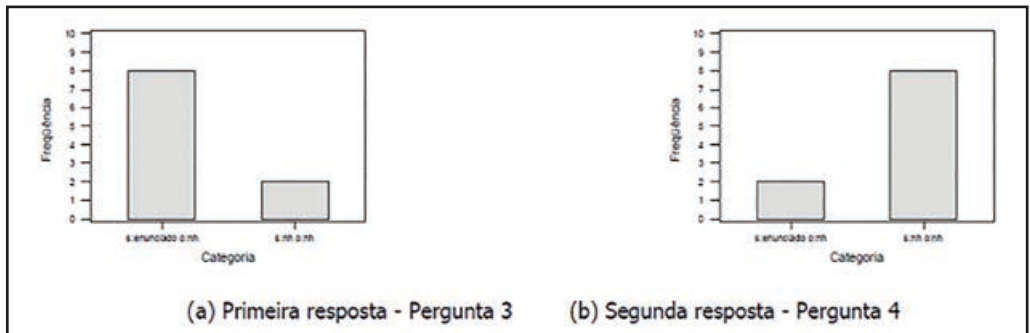 10
9
8
7
6
5
4
3
2
1
0
Freqüência
s.enunciado o.nh.
s.nh o.nh
Categoria
(a) Primeira resposta - Pergunta 3
10
9
8
7
6
5
4
3
2
1
0
Freqüência
s.enunciado o.nh.
s.nh o.nh
Categoria
(b) Segunda resposta - Pergunta 4